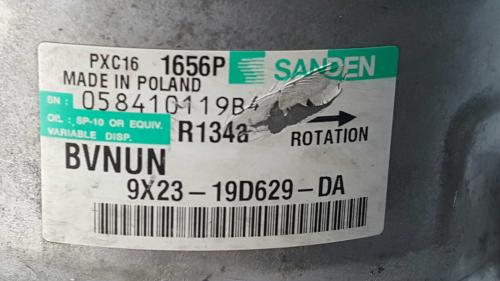 PXC16 1656P SANDEN
MADE IN POLAND
SN : 058410119B4
OIL : SP-10 OR EQUIV. R134a
VARIABLE DISP. ROTATION
BVNUN
9X23-19D629-DA